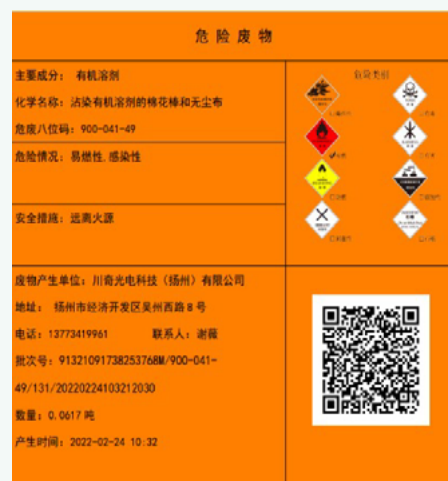 危险废物
主要成分：有机溶剂
化学名称：沾染有机溶剂的棉花棒和无尘布
危废八位码：900-041-49
危险情况：易燃性,感染性
安全措施：远离火源
危险类别
废物产生单位：川奇光电科技（扬州）有限公司
地址：扬州市经济开发区吴州西路8号
电话：13773419961 联系人：谢薇
批次号：91321091738253768M/900-041-
49/131/20220224103212030
数量：0.0617 吨
产生时间：2022-02-24 10:32